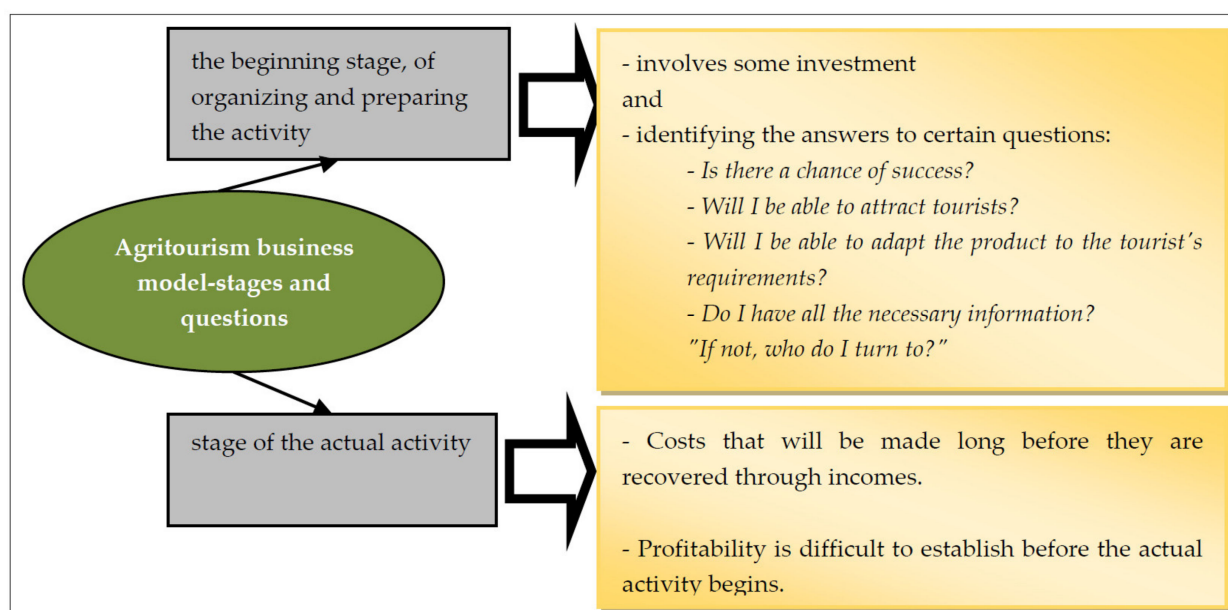 the beginning stage, of
organizing and preparing
the activity
- involves some investment
and
- identifying the answers to certain questions:
- Is there a chance of success?
- Will I be able to attract tourists?
- Will I be able to adapt the product to the tourist's
requirements?
- Do I have all the necessary information?
"If not, who do I turn to?"
Agritourism business
model-stages and
questions
stage of the actual activity
- Costs that will be made long before they are
recovered through incomes.
- Profitability is difficult to establish before the actual
activity begins.